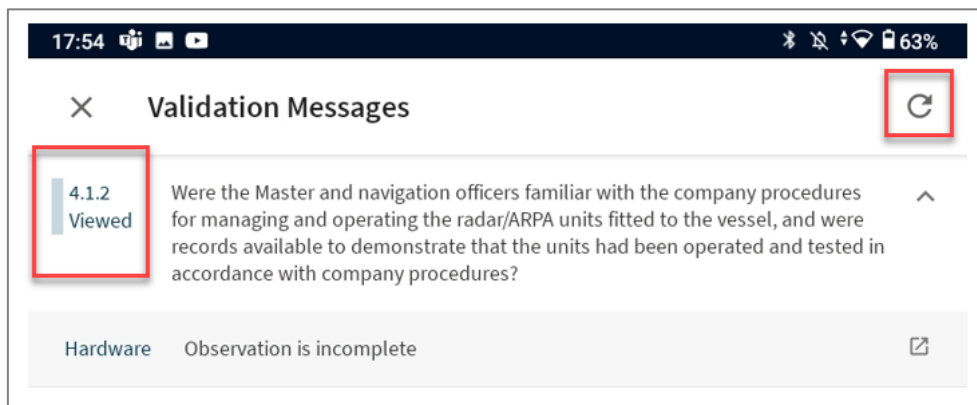 17:54 63%
Validation Messages
4.1.2
Viewed
Were the Master and navigation officers familiar with the company procedures
for managing and operating the radar/ARPA units fitted to the vessel, and were
records available to demonstrate that the units had been operated and tested in
accordance with company procedures?
Hardware Observation is incomplete